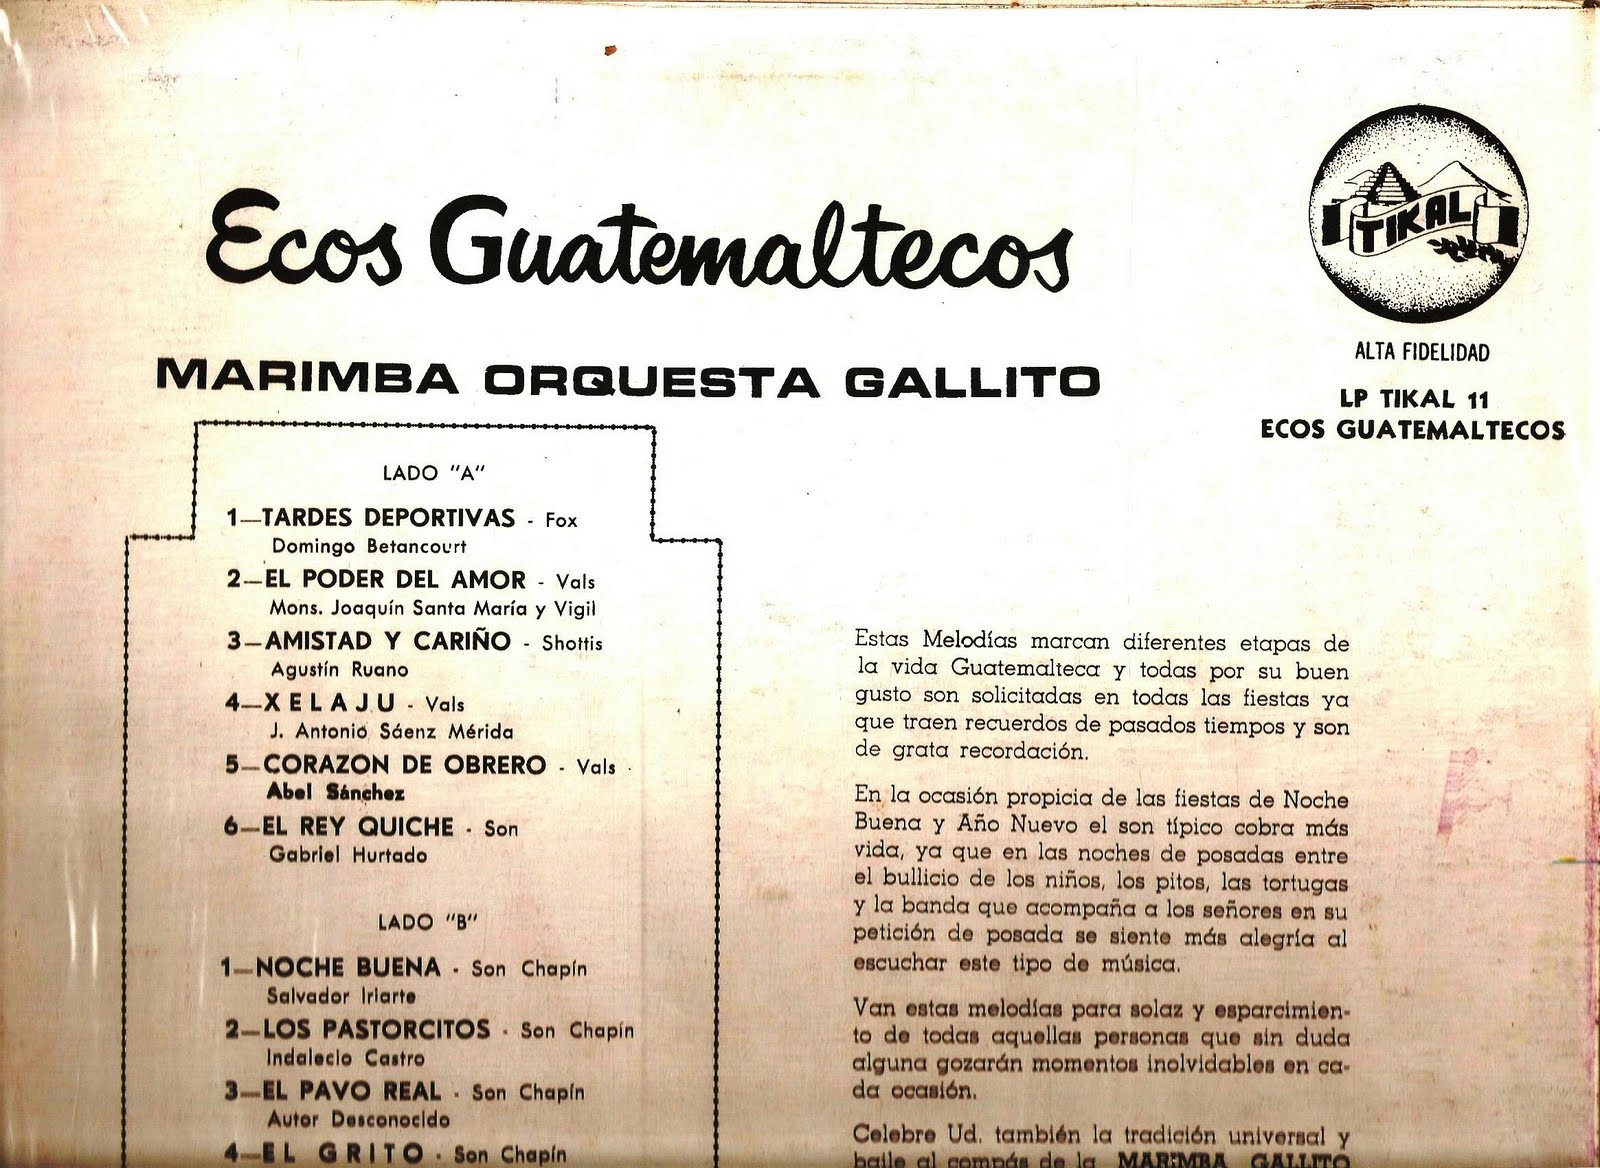 Ecos Guatemaltecos
MARIMBA ORQUESTA GALLITO
TIKAL
ALTA FIDELIDAD
LP TIKAL 11
ECOS GUATEMALTECOS
LADO "A"
1—TARDES DEPORTIVAS - Fox
Domingo Betancourt
2—EL PODER DEL AMOR - Vals
Mons. Joaquín Santa María y Vigil
3—AMISTAD Y CARIÑO - Shottis
Agustín Ruano
4—XELAJU - Vals
J. Antonio Sáenz Mérida
5—CORAZON DE OBRERO - Vals
Abel Sánchez
6—EL REY QUICHE - Son
Gabriel Hurtado
LADO "B"
1—NOCHE BUENA - Son Chapín
Salvador Iriarte
2—LOS PASTORCITOS - Son Chapín
Indalecio Castro
3—EL PAVO REAL - Son Chapín
Autor Desconocido
4—EL GRITO - Son Chapín
Estas Melodías marcan diferentes etapas de
la vida Guatemalteca y todas por su buen
gusto son solicitadas en todas las fiestas ya
que traen recuerdos de pasados tiempos y son
de grata recordación.
En la ocasión propicia de las fiestas de Noche
Buena y Año Nuevo el son típico cobra más
vida, ya que en las noches de posadas entre
el bullicio de los niños, los pitos, las tortugas
y la banda que acompaña a los señores en su
petición de posada se siente más alegría al
escuchar este tipo de música.
Van estas melodías para solaz y esparcimien-
to de todas aquellas personas que sin duda
alguna gozarán momentos inolvidables en ca-
da ocasión.
Celebre Ud. también la tradición universal y
baile al compás de la MARIMBA GALLITO